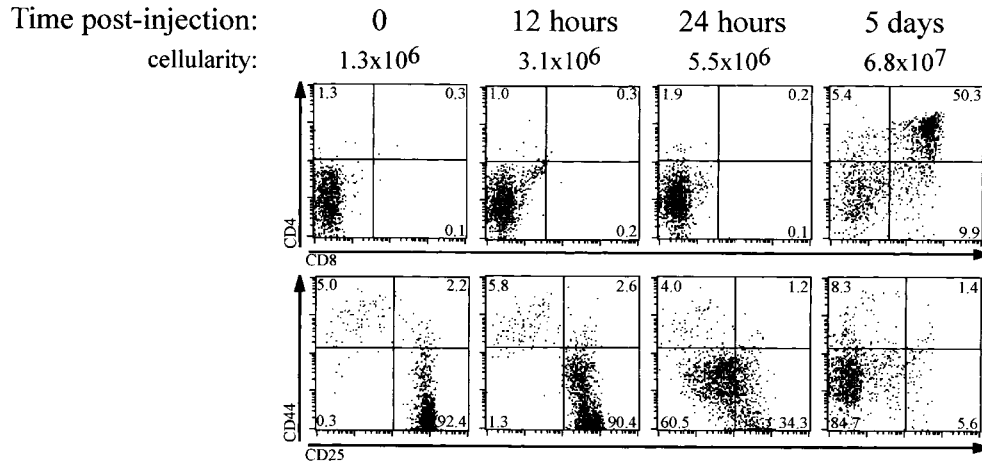 Time post-injection: 0 12 hours 24 hours 5 days
cellularity: 1.3x10^6 3.1x10^6 5.5x10^6 6.8x10^7
1.3 0.3 1.0 0.3 1.9 0.2 5.4 50.3
CD4
0.1 0.2 0.1 9.9
CD8
5.0 2.2 5.8 2.6 4.0 1.2 8.3 1.4
CD44
0.3 92.4 1.3 90.4 60.5 34.3 84.7 5.6
CD25